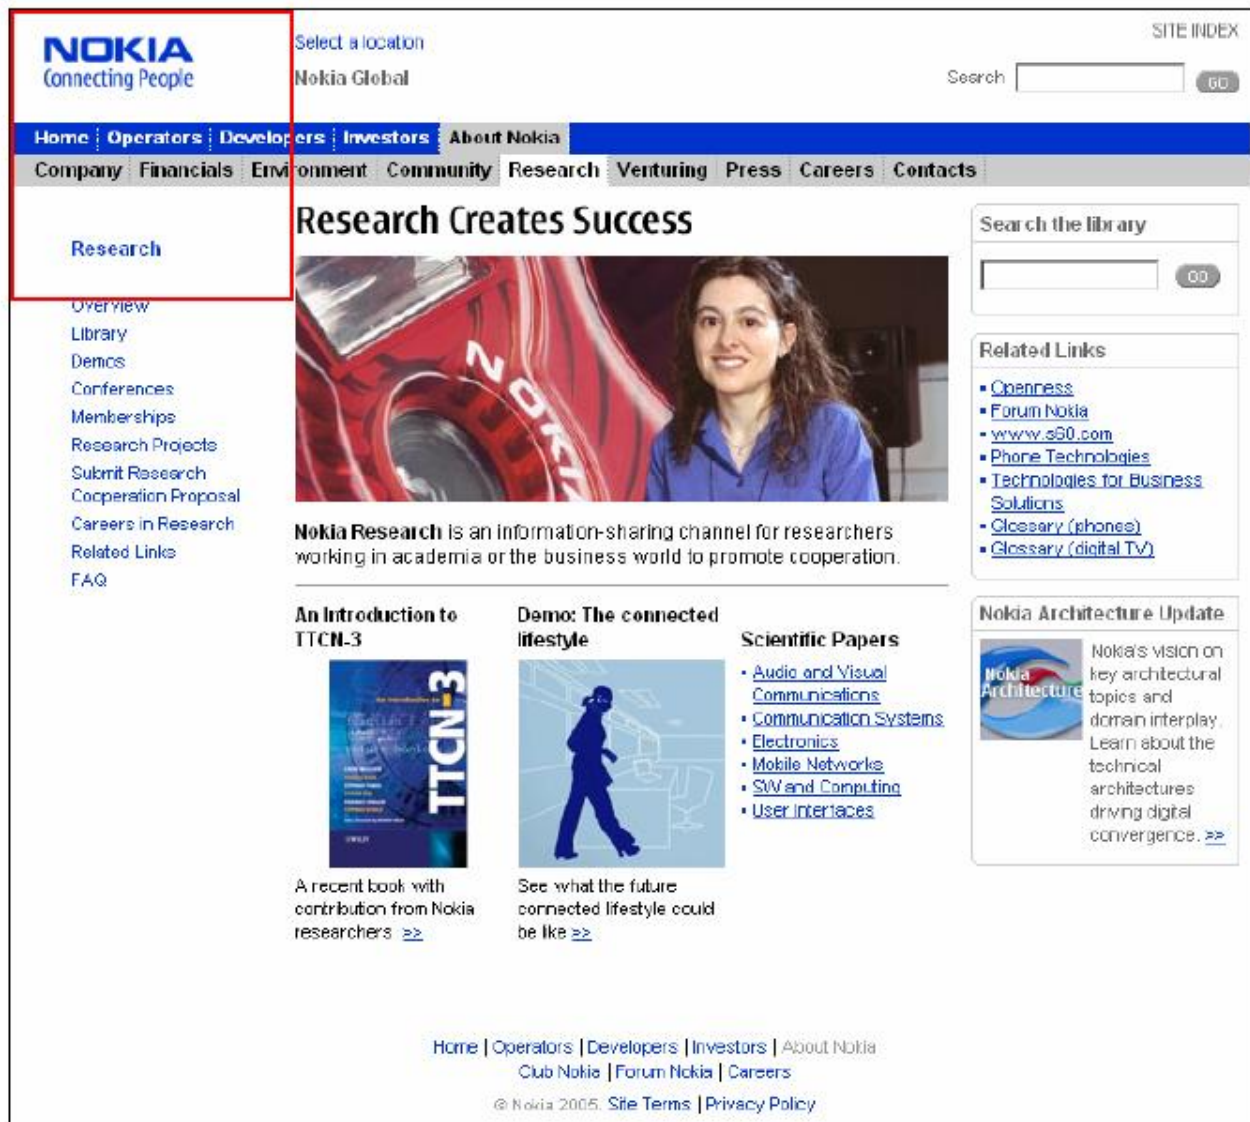 NOKIA
Connecting People
Select a location
Nokia Global
SITE INDEX
Search GO
Home Operators Developers Investors About Nokia
Company Financials Environment Community Research Venturing Press Careers Contacts
Research
Overview
Library
Demos
Conferences
Memberships
Research Projects
Submit Research
Cooperation Proposal
Careers in Research
Related Links
FAQ
Research Creates Success
NOKIA
NOKIA
Nokia Research is an information-sharing channel for researchers
working in academia or the business world to promote cooperation.
An Introduction to
TTCN-3
An Introduction to
TTCN-3
A recent book with
contribution from Nokia
researchers >>
Demo: The connected
lifestyle
See what the future
connected lifestyle could
be like >>
Scientific Papers
Audio and Visual
Communications
Communication Systems
Electronics
Mobile Networks
SW and Computing
User Interfaces
Search the library
GO
Related Links
Openness
Forum Nokia
www.s60.com
Phone Technologies
Technologies for Business
Solutions
Glossary (phones)
Glossary (digital TV)
Nokia Architecture Update
Nokia
Architecture
Nokia's vision on
key architectural
topics and
domain interplay.
Learn about the
technical
architectures
driving digital
convergence. >>
Home | Operators | Developers | Investors | About Nokia
Club Nokia | Forum Nokia | Careers
© Nokia 2005. Site Terms | Privacy Policy